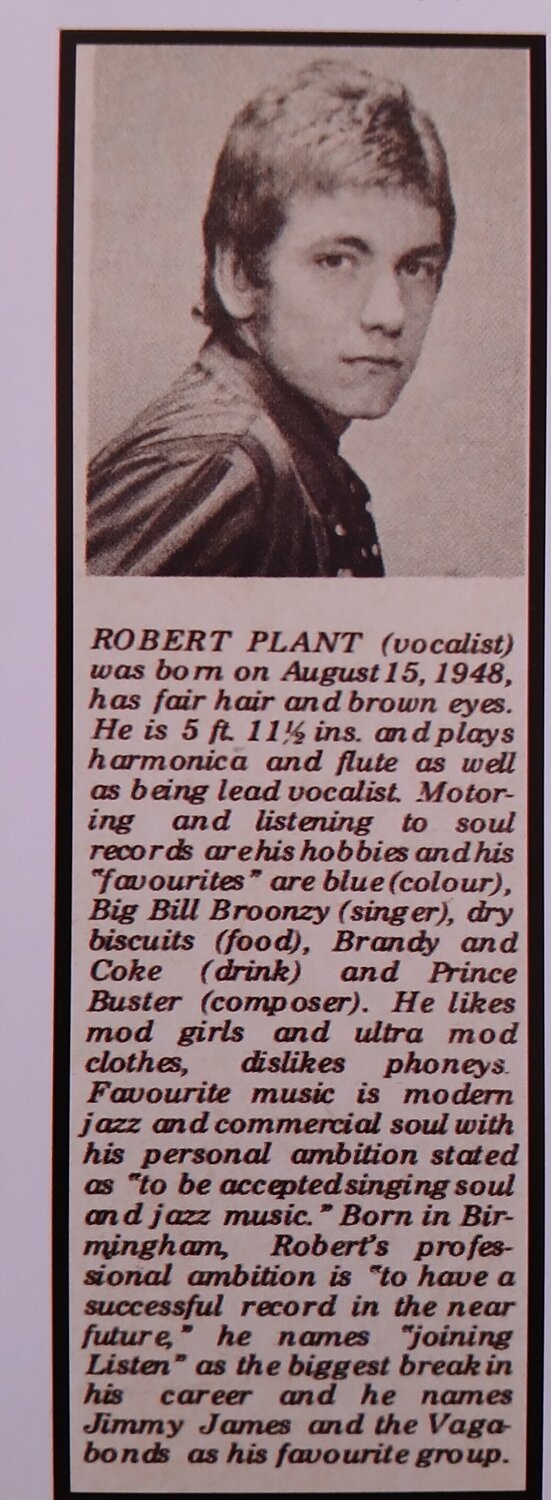 ROBERT PLANT (vocalist)
was born on August 15, 1948,
has fair hair and brown eyes.
He is 5 ft. 11½ ins. and plays
harmonica and flute as well
as being lead vocalist. Motor-
ing and listening to soul
records are his hobbies and his
"favourites" are blue (colour),
Big Bill Broonzy (singer), dry
biscuits (food), Brandy and
Coke (drink) and Prince
Buster (composer). He likes
mod girls and ultra mod
clothes, dislikes phoneys.
Favourite music is modern
jazz and commercial soul with
his personal ambition stated
as "to be accepted singing soul
and jazz music." Born in Bir-
mingham, Robert's profes-
sional ambition is "to have a
successful record in the near
future," he names "joining
Listen" as the biggest break in
his career and he names
Jimmy James and the Vaga-
bonds as his favourite group.